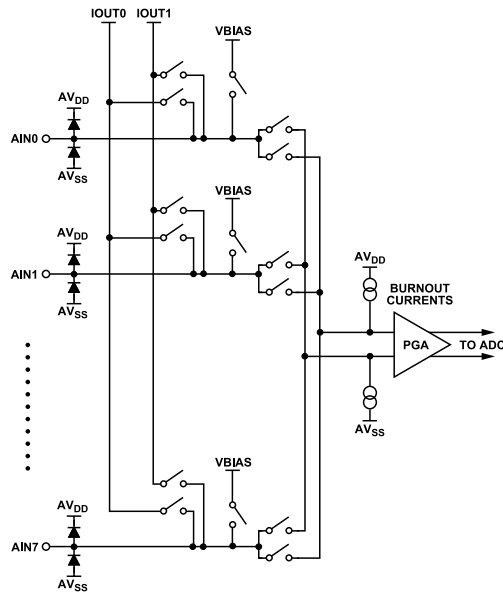 IOUT0 IOUT1
VBIAS
AVDD
AIN0
AVSS
VBIAS
AVDD
AIN1
AVSS
AVDD
BURNOUT
CURRENTS
PGA
TO ADC
AVSS
VBIAS
AVDD
AIN7
AVSS